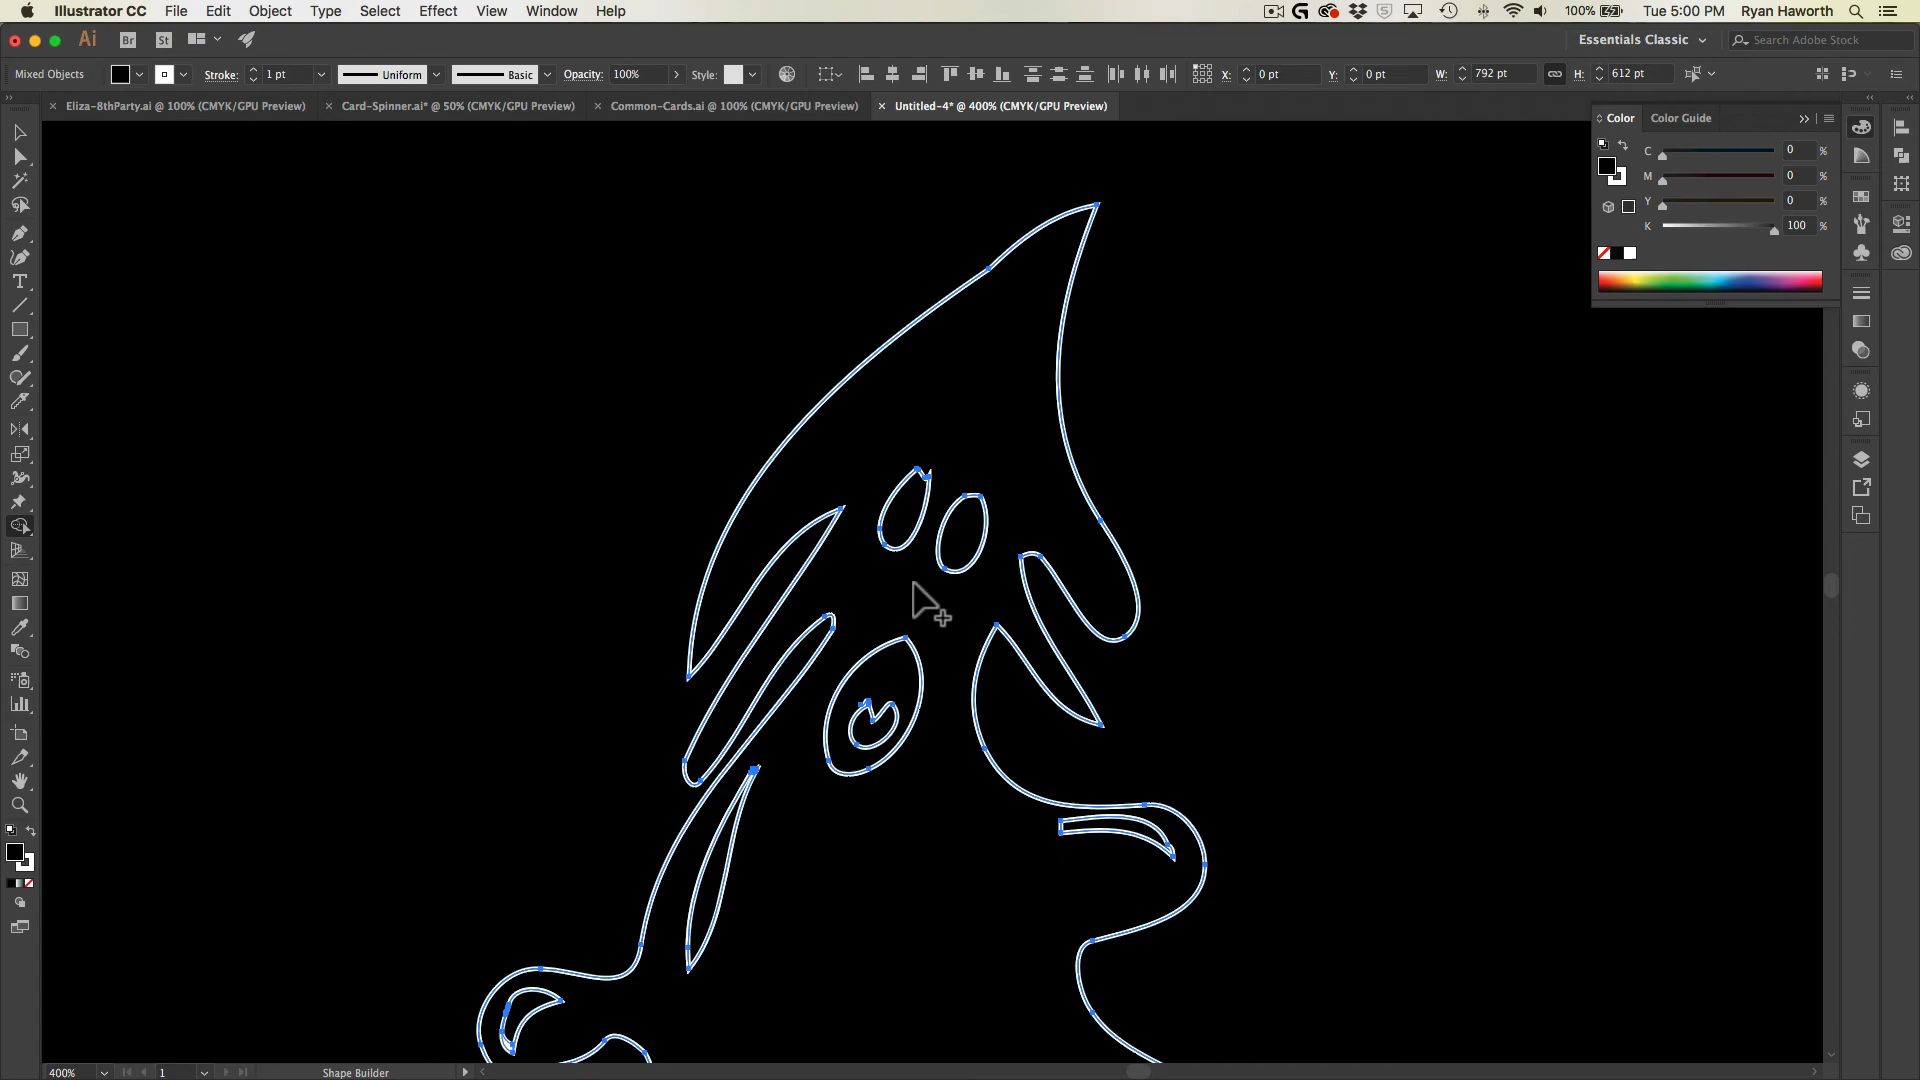 Illustrator CC File Edit Object Type Select Effect View Window Help 100% Tue 5:00 PM Ryan Haworth
Ai Br St Essentials Classic Search Adobe Stock
Mixed Objects Stroke: 1 pt Uniform Basic Opacity: 100% Style: X: 0 pt Y: 0 pt W: 792 pt H: 612 pt
Eliza-8thParty.ai @ 100% (CMYK/GPU Preview) Card-Spinner.ai* @ 50% (CMYK/GPU Preview) Common-Cards.ai @ 100% (CMYK/GPU Preview) Untitled-4* @ 400% (CMYK/GPU Preview)
Color Color Guide
C 0 %
M 0 %
Y 0 %
K 100 %
400% 1 Shape Builder